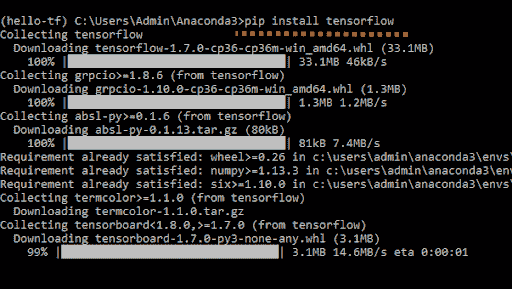 (hello-tf) C:\Users\Admin\Anaconda3>pip install tensorflow
Collecting tensorflow
Downloading tensorflow-1.7.0-cp36-cp36m-win_amd64.whl (33.1MB)
100% |████████████████████████████████| 33.1MB 46kB/s
Collecting grpcio>=1.8.6 (from tensorflow)
Downloading grpcio-1.10.0-cp36-cp36m-win_amd64.whl (1.3MB)
100% |████████████████████████████████| 1.3MB 1.2MB/s
Collecting absl-py>=0.1.6 (from tensorflow)
Downloading absl-py-0.1.13.tar.gz (80kB)
100% |████████████████████████████████| 81kB 7.4MB/s
Requirement already satisfied: wheel>=0.26 in c:\users\admin\anaconda3\envs\
Requirement already satisfied: numpy>=1.13.3 in c:\users\admin\anaconda3\env
Requirement already satisfied: six>=1.10.0 in c:\users\admin\anaconda3\envs\
Collecting termcolor>=1.1.0 (from tensorflow)
Downloading termcolor-1.1.0.tar.gz
Collecting tensorboard<1.8.0,>=1.7.0 (from tensorflow)
Downloading tensorboard-1.7.0-py3-none-any.whl (3.1MB)
99% |███████████████████████████████ | 3.1MB 14.6MB/s eta 0:00:01